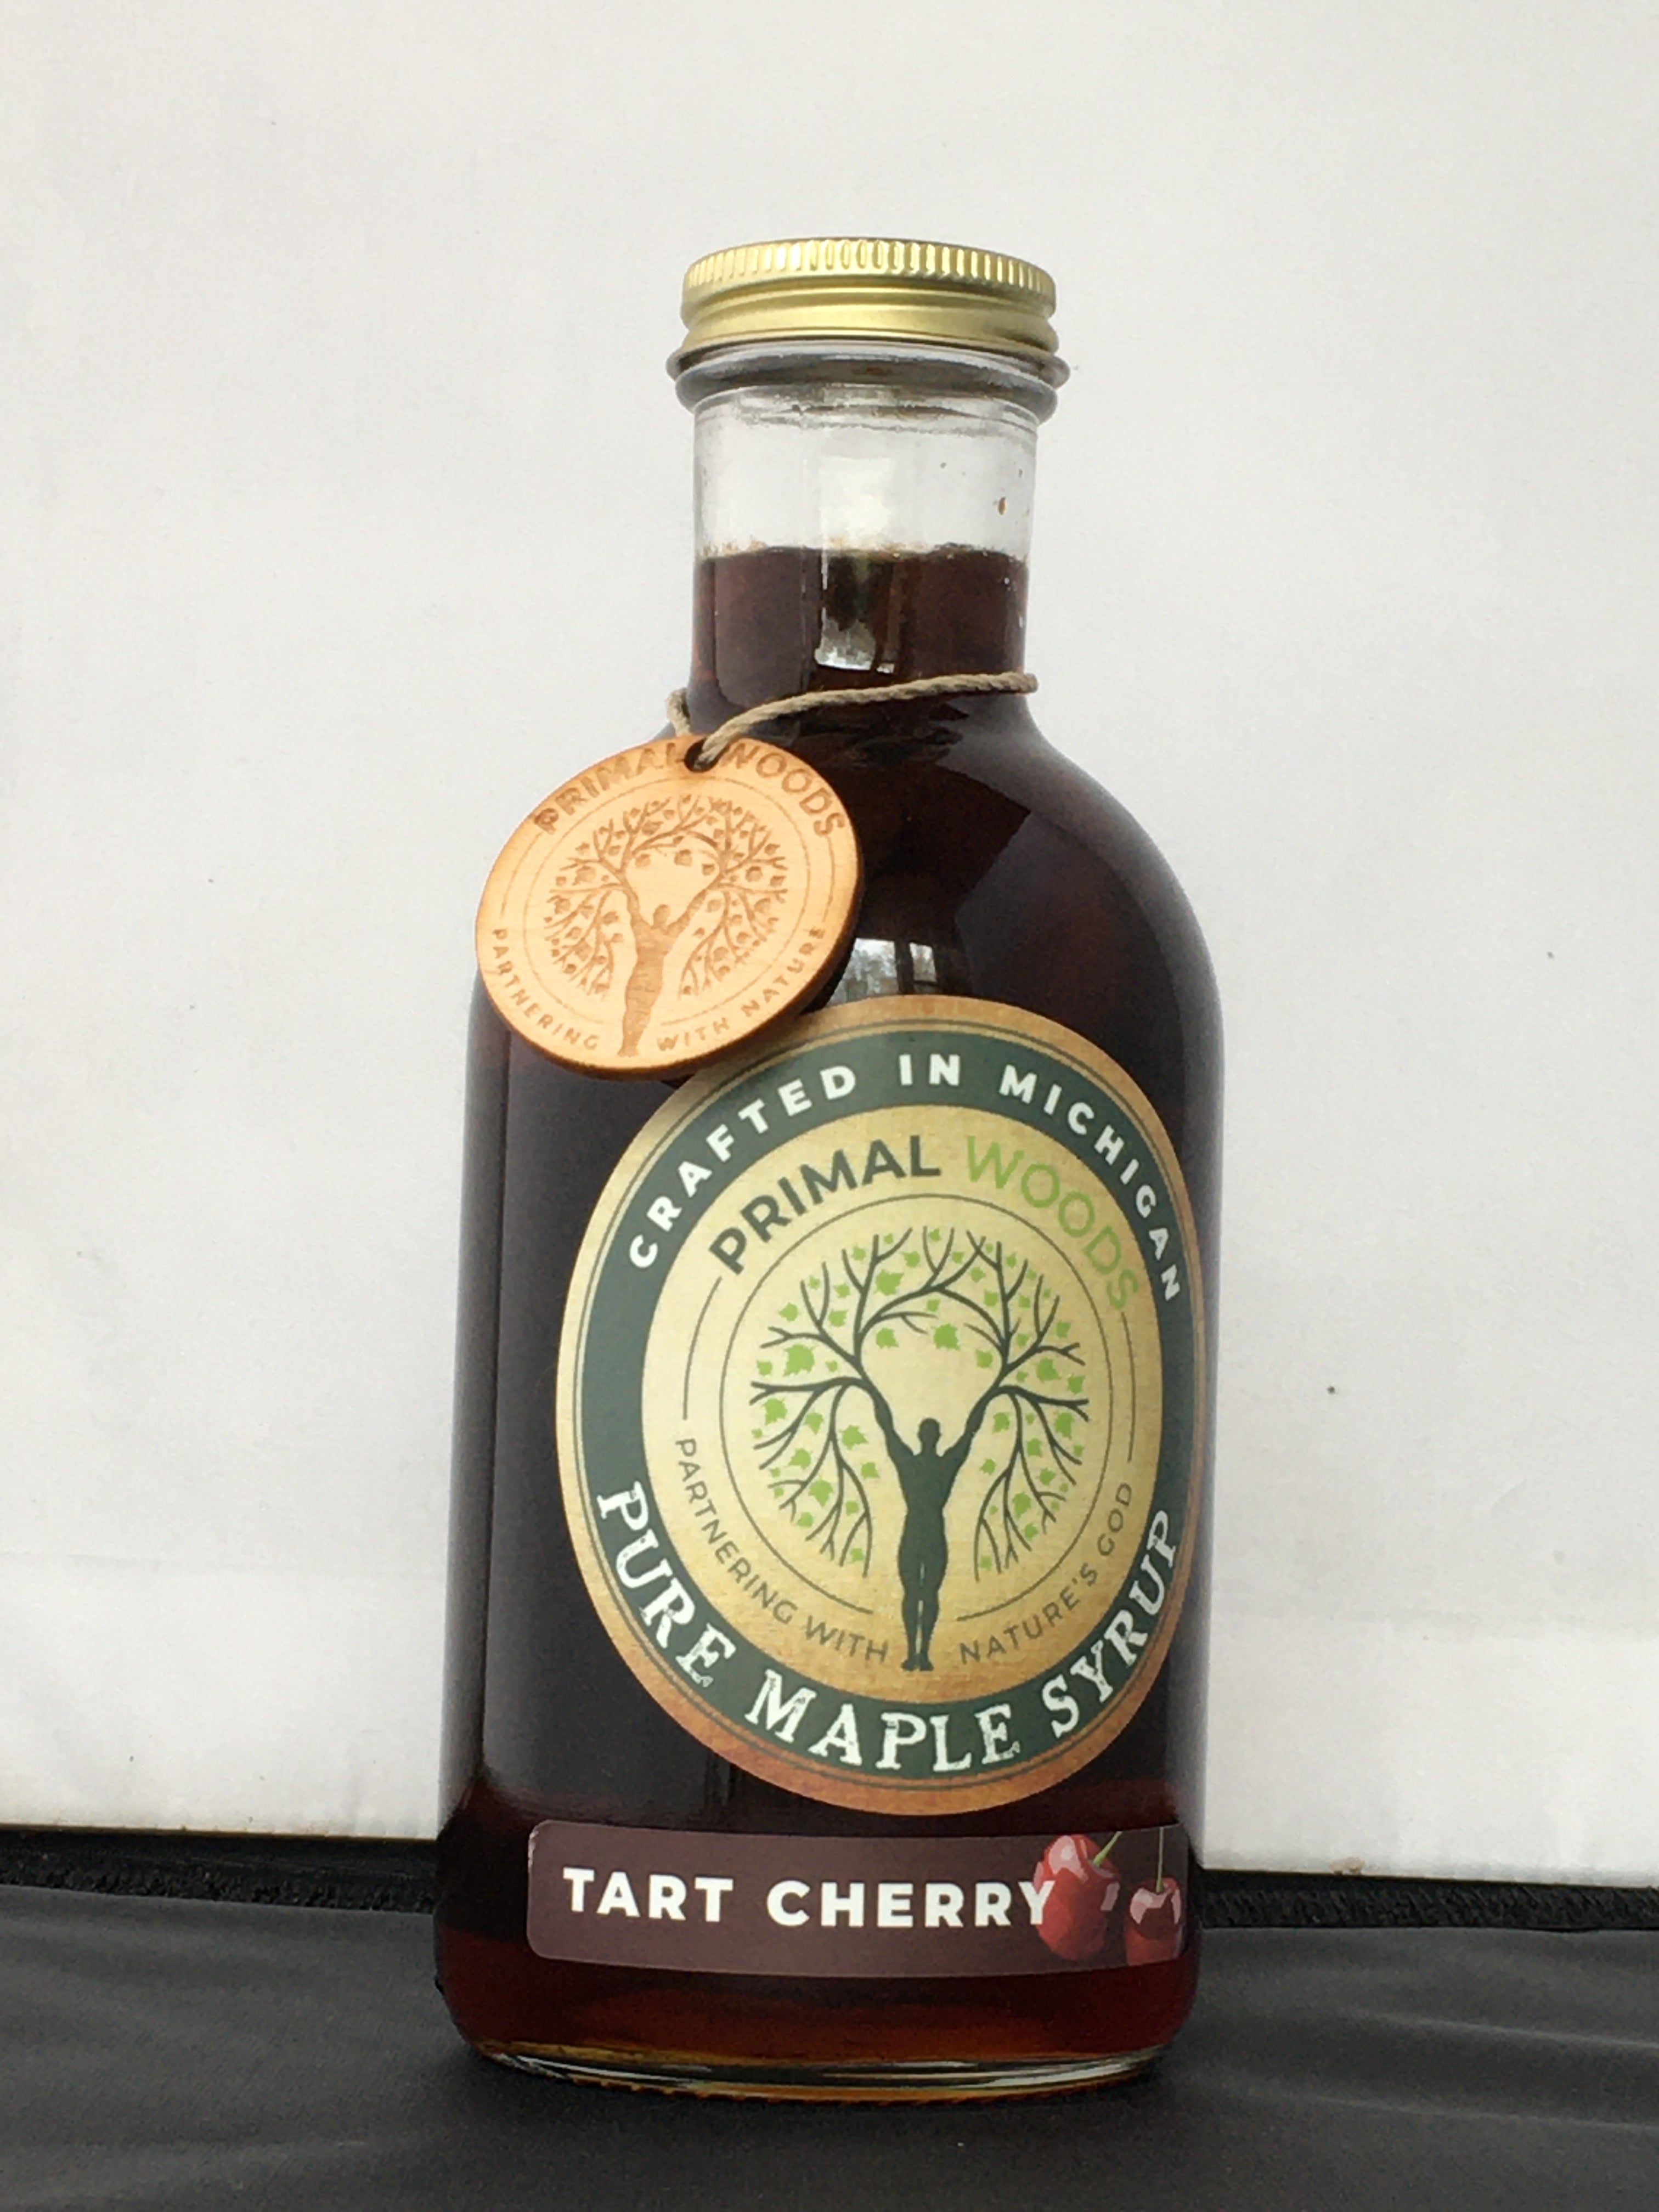 PRIMAL WOODS
PARTNERING WITH NATURE
CRAFTED IN MICHIGAN
PRIMAL WOODS
PARTNERING WITH NATURE'S GOD
PURE MAPLE SYRUP
TART CHERRY